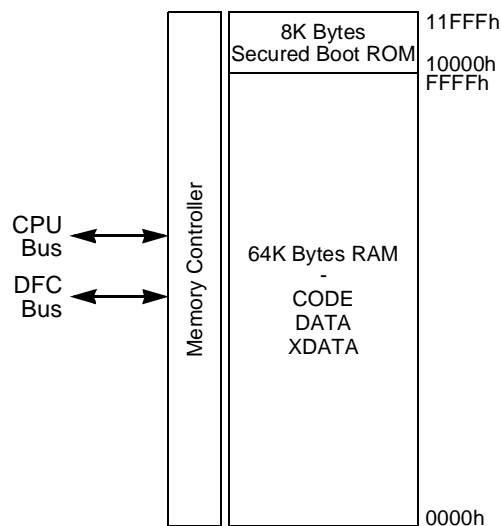 8K Bytes
Secured Boot ROM
11FFFh
10000h
FFFFh
CPU
Bus
DFC
Bus
Memory Controller
64K Bytes RAM
-
CODE
DATA
XDATA
0000h